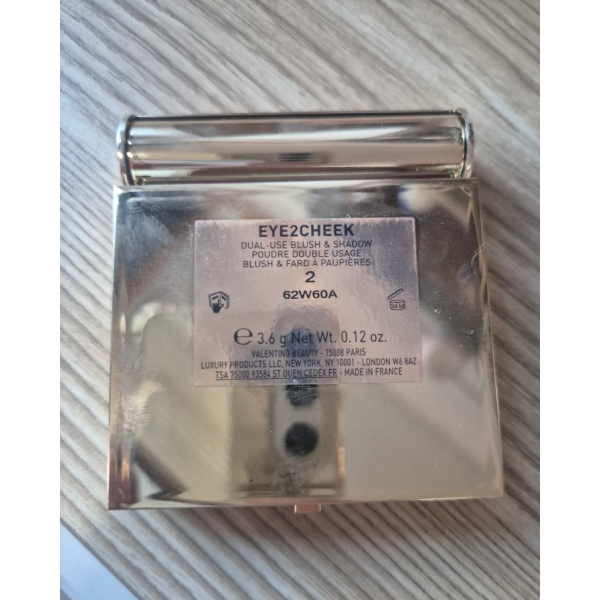 EYE2CHEEK
DUAL-USE BLUSH & SHADOW
POUDRE DOUBLE USAGE
BLUSH & FARD À PAUPIÈRES
2
62W60A
24 M
℮ 3.6 g Net Wt. 0.12 oz.
VALENTINO BEAUTY - 75008 PARIS
LUXURY PRODUCTS LLC, NEW YORK, NY 10001 - LONDON W6 8AZ
TSA 75000 93584 ST OUEN CEDEX FR - MADE IN FRANCE